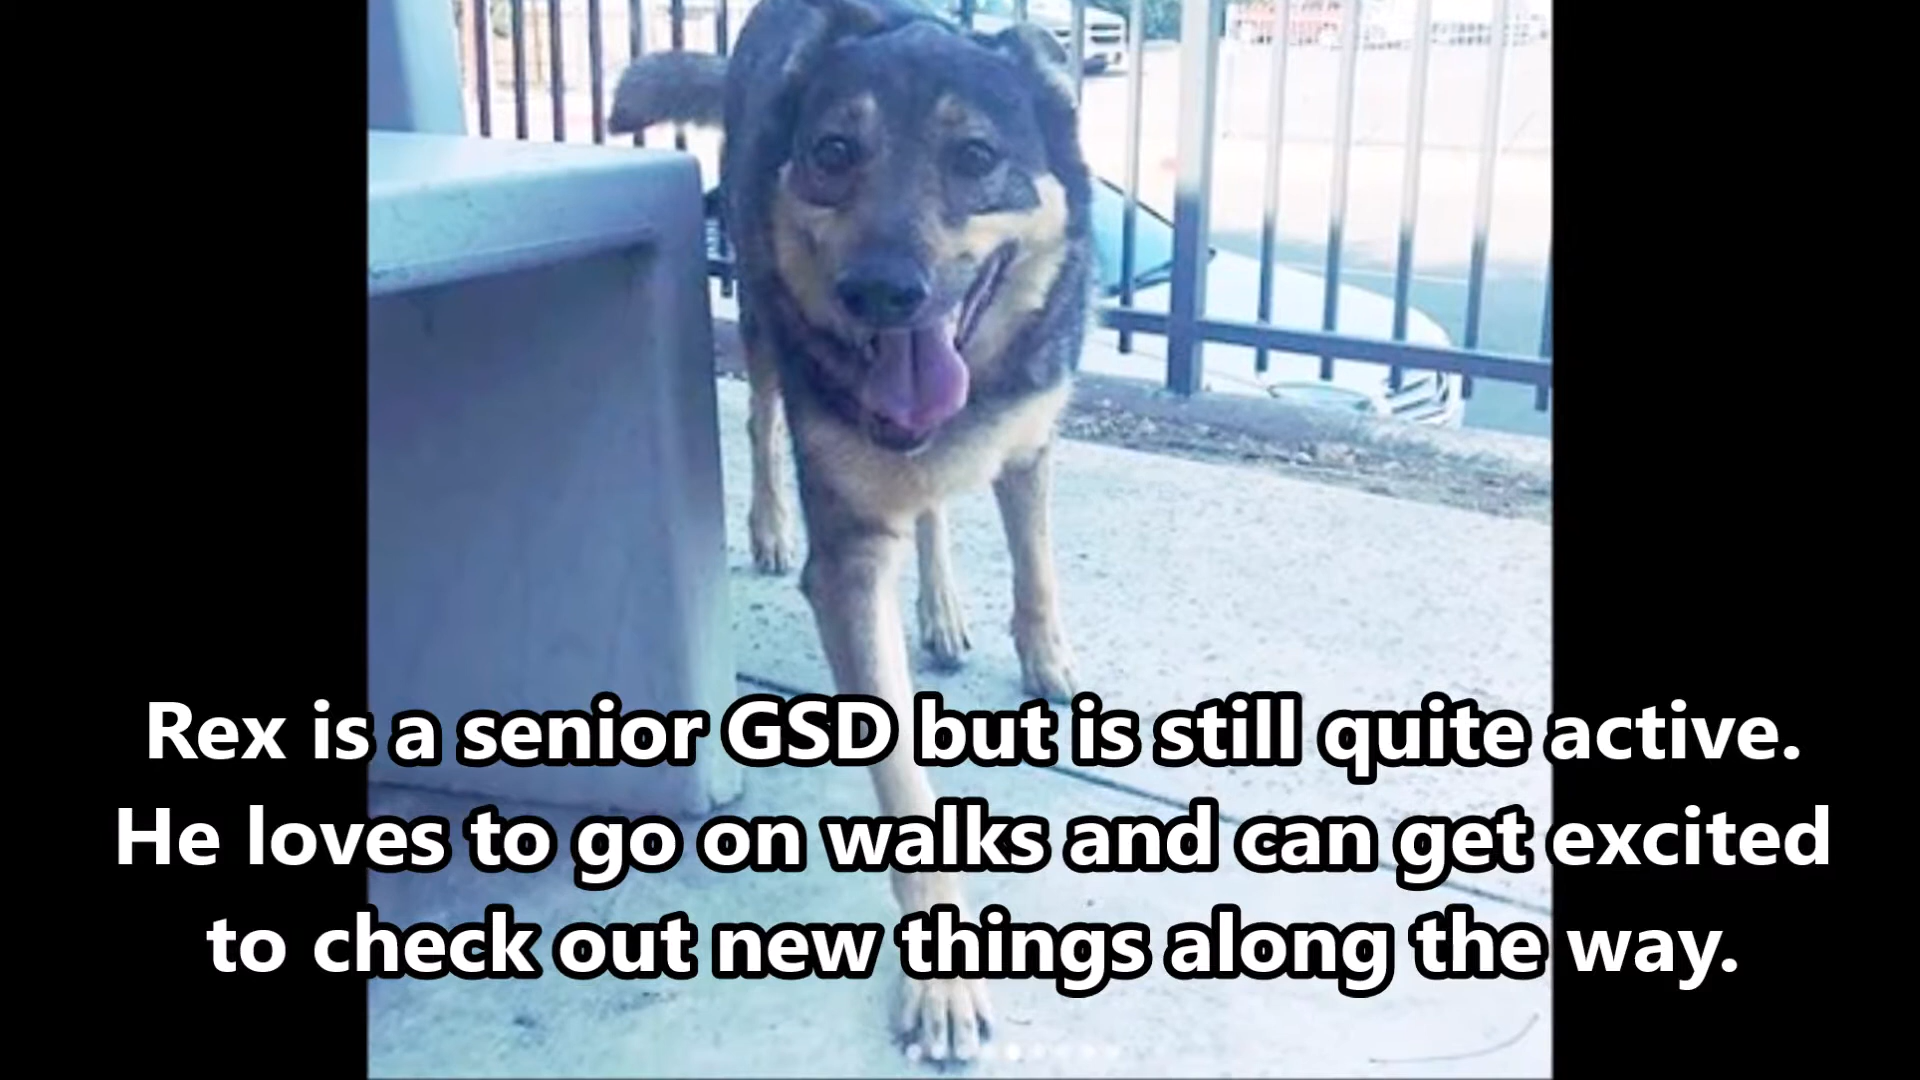 Rex is a senior GSD but is still quite active.
He loves to go on walks and can get excited
to check out new things along the way.